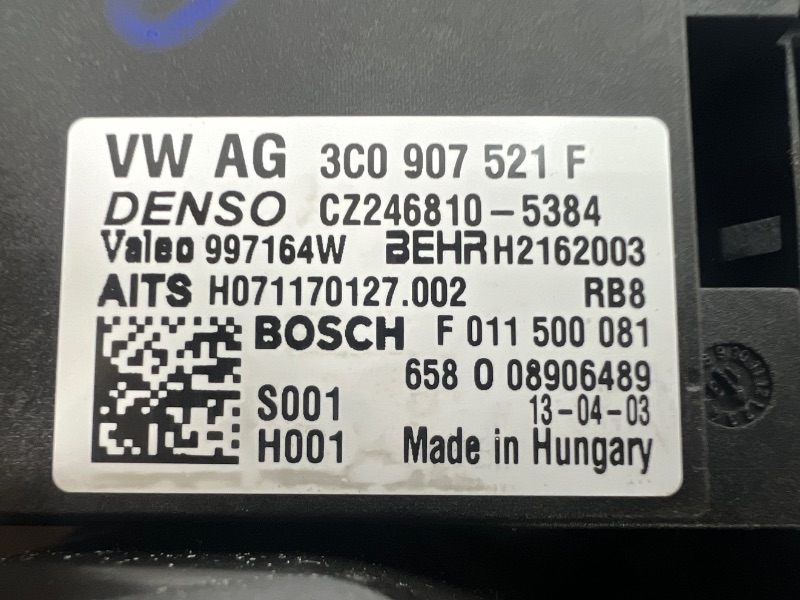 VW AG 3C0 907 521 F
DENSO CZ246810-5384
Valeo 997164W BEHR H2162003
AITS H071170127.002 RB8
BOSCH F 011 500 081
658 0 08906489
S001 13-04-03
H001 Made in Hungary